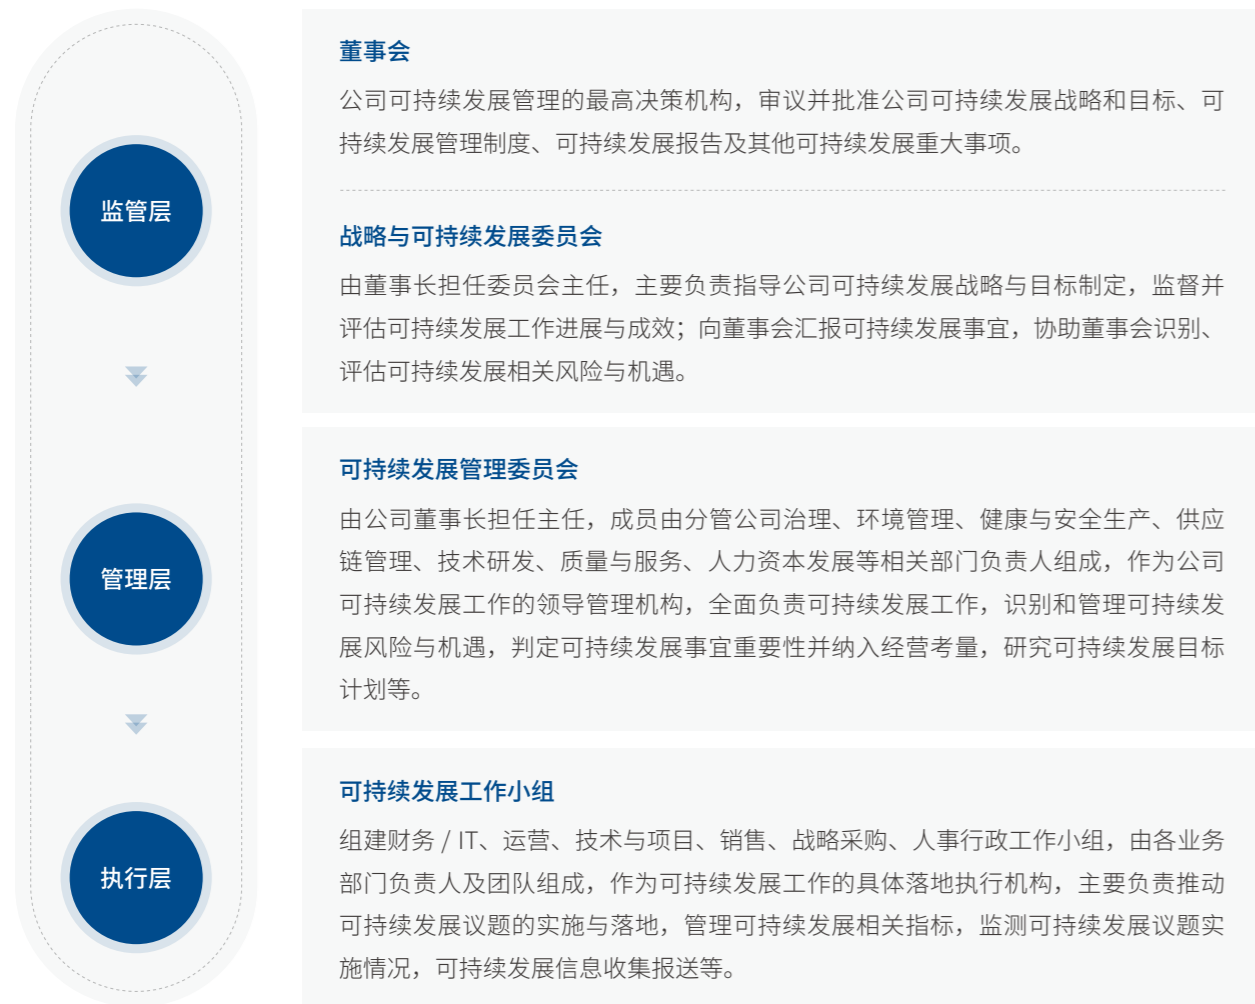 监管层
董事会
公司可持续发展管理的最高决策机构，审议并批准公司可持续发展战略和目标、可
持续发展管理制度、可持续发展报告及其他可持续发展重大事项。
战略与可持续发展委员会
由董事长担任委员会主任，主要负责指导公司可持续发展战略与目标制定，监督并
评估可持续发展工作进展与成效；向董事会汇报可持续发展事宜，协助董事会识别、
评估可持续发展相关风险与机遇。
管理层
可持续发展管理委员会
由公司董事长担任主任，成员由分管公司治理、环境管理、健康与安全生产、供应
链管理、技术研发、质量与服务、人力资本发展等相关部门负责人组成，作为公司
可持续发展工作的领导管理机构，全面负责可持续发展工作，识别和管理可持续发
展风险与机遇，判定可持续发展事宜重要性并纳入经营考量，研究可持续发展目标
计划等。
执行层
可持续发展工作小组
组建财务 / IT、运营、技术与项目、销售、战略采购、人事行政工作小组，由各业务
部门负责人及团队组成，作为可持续发展工作的具体落地执行机构，主要负责推动
可持续发展议题的实施与落地，管理可持续发展相关指标，监测可持续发展议题实
施情况，可持续发展信息收集报送等。